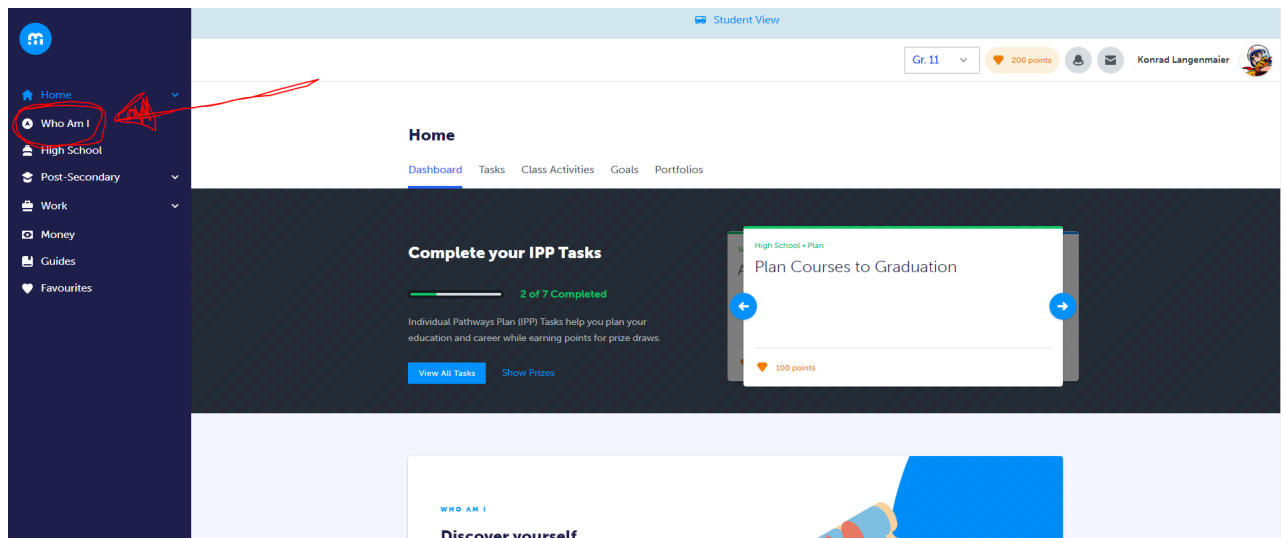 Student View
m
Gr. 11
200 points
Konrad Langenmaier
Home
Who Am I
High School
Post-Secondary
Work
Money
Guides
Favourites
Home
Dashboard Tasks Class Activities Goals Portfolios
Complete your IPP Tasks
2 of 7 Completed
Individual Pathways Plan (IPP) Tasks help you plan your
education and career while earning points for prize draws.
View All Tasks Show Prizes
High School • Plan
Plan Courses to Graduation
100 points
WHO AM I
Discover yourself